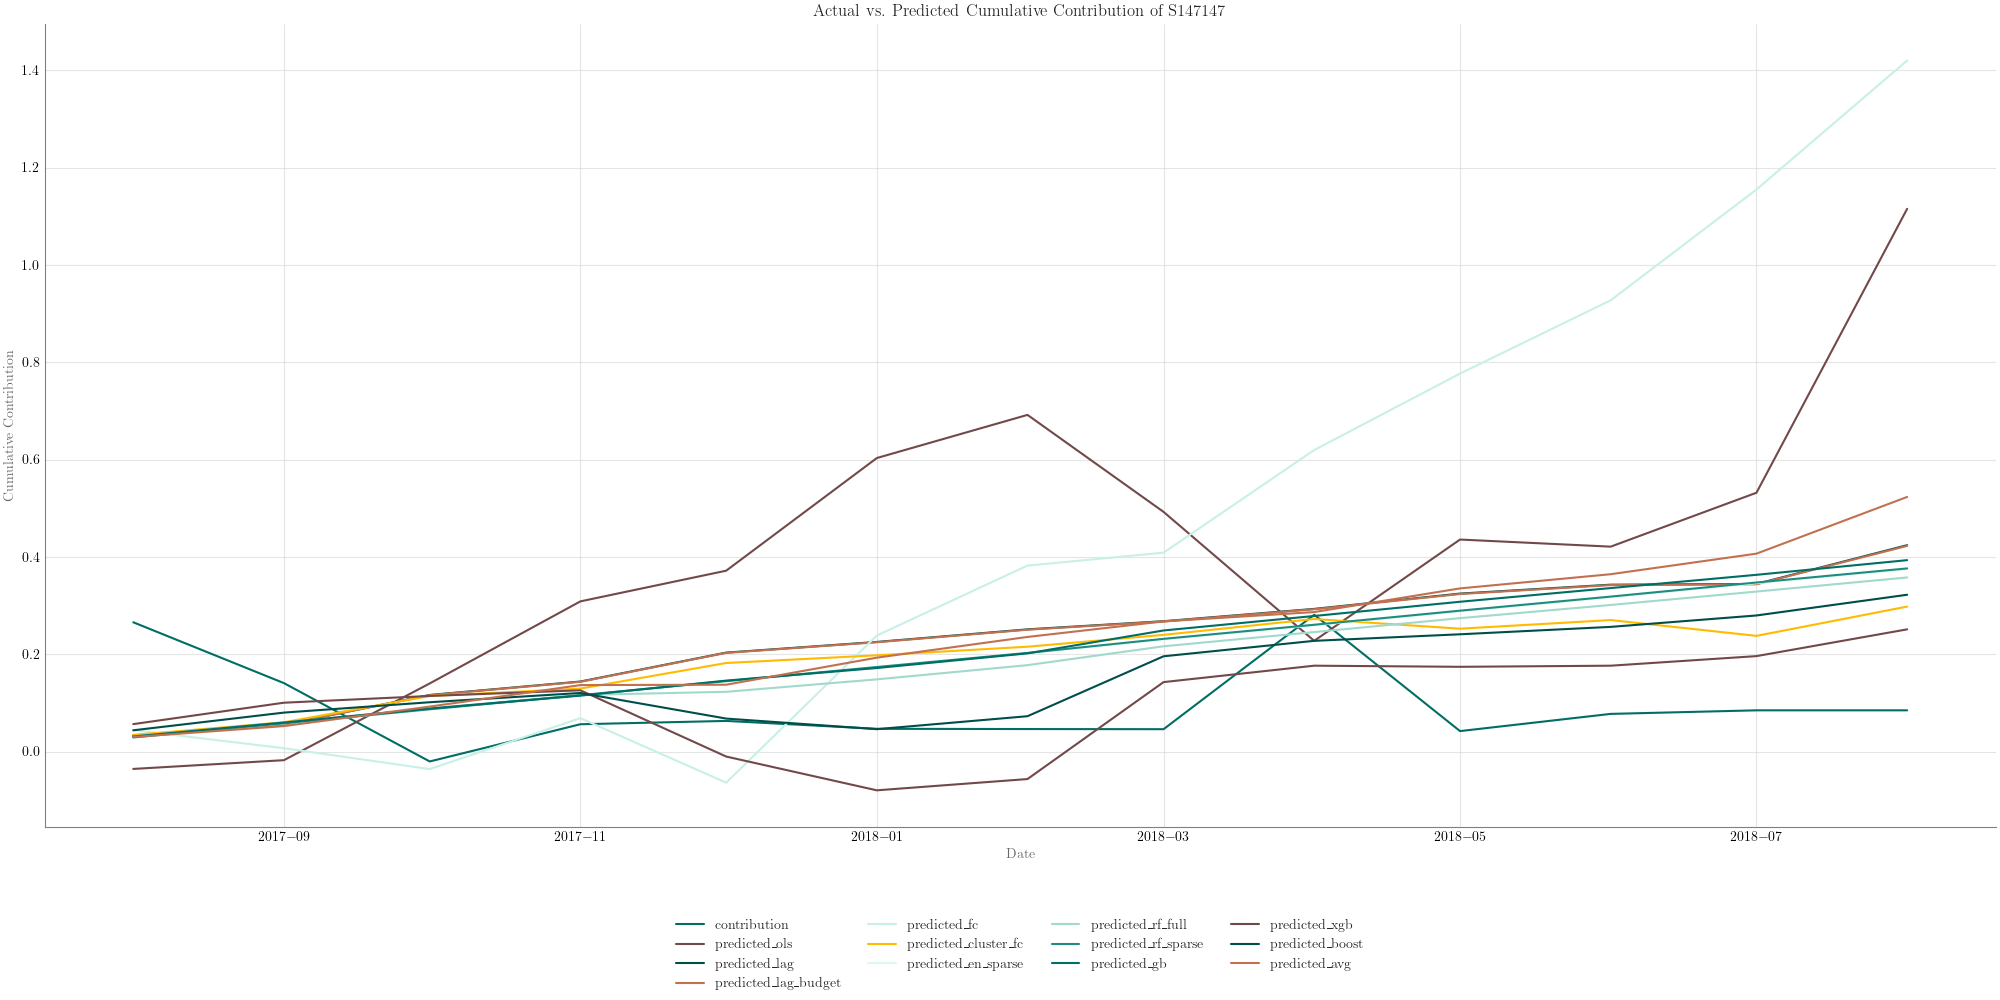 Actual vs. Predicted Cumulative Contribution of S147147
1.4
1.2
1.0
0.8
0.6
0.4
0.2
0.0
Cumulative Contribution
2017–09 2017–11 2018–01 2018–03 2018–05 2018–07
Date
contribution predicted_fc predicted_rf_full predicted_xgb
predicted_ols predicted_cluster_fc predicted_rf_sparse predicted_boost
predicted_lag predicted_en_sparse predicted_gb predicted_avg
predicted_lag_budget